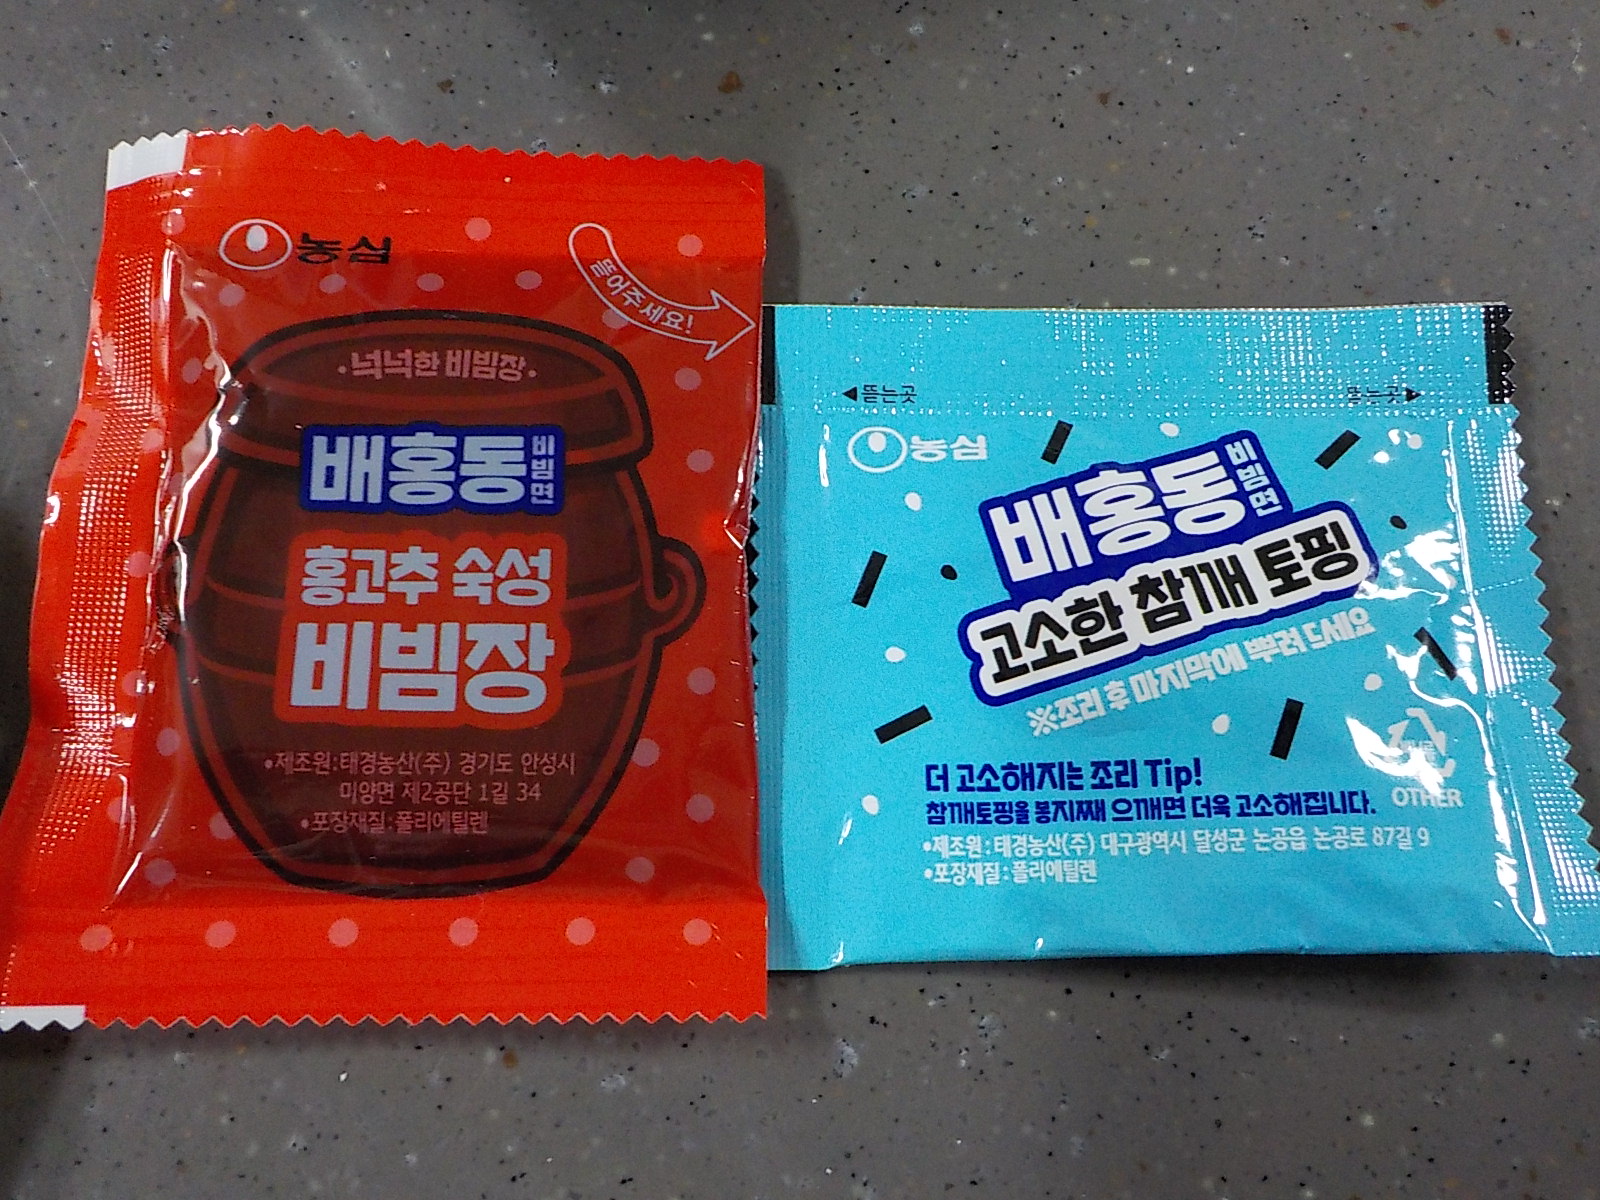 농심
뜯어주세요!
·넉넉한 비빔장·
배홍동 비빔면
홍고추 숙성
비빔장
•제조원:태경농산(주) 경기도 안성시
미양면 제2공단 1길 34
•포장재질:폴리에틸렌
◀뜯는곳
뜯는곳▶
농심
배홍동 비빔면
고소한 참깨 토핑
※조리 후 마지막에 뿌려 드세요
더 고소해지는 조리 Tip!
참깨토핑을 봉지째 으깨면 더욱 고소해집니다.
OTHER
•제조원:태경농산(주) 대구광역시 달성군 논공읍 논공로 87길 9
•포장재질:폴리에틸렌